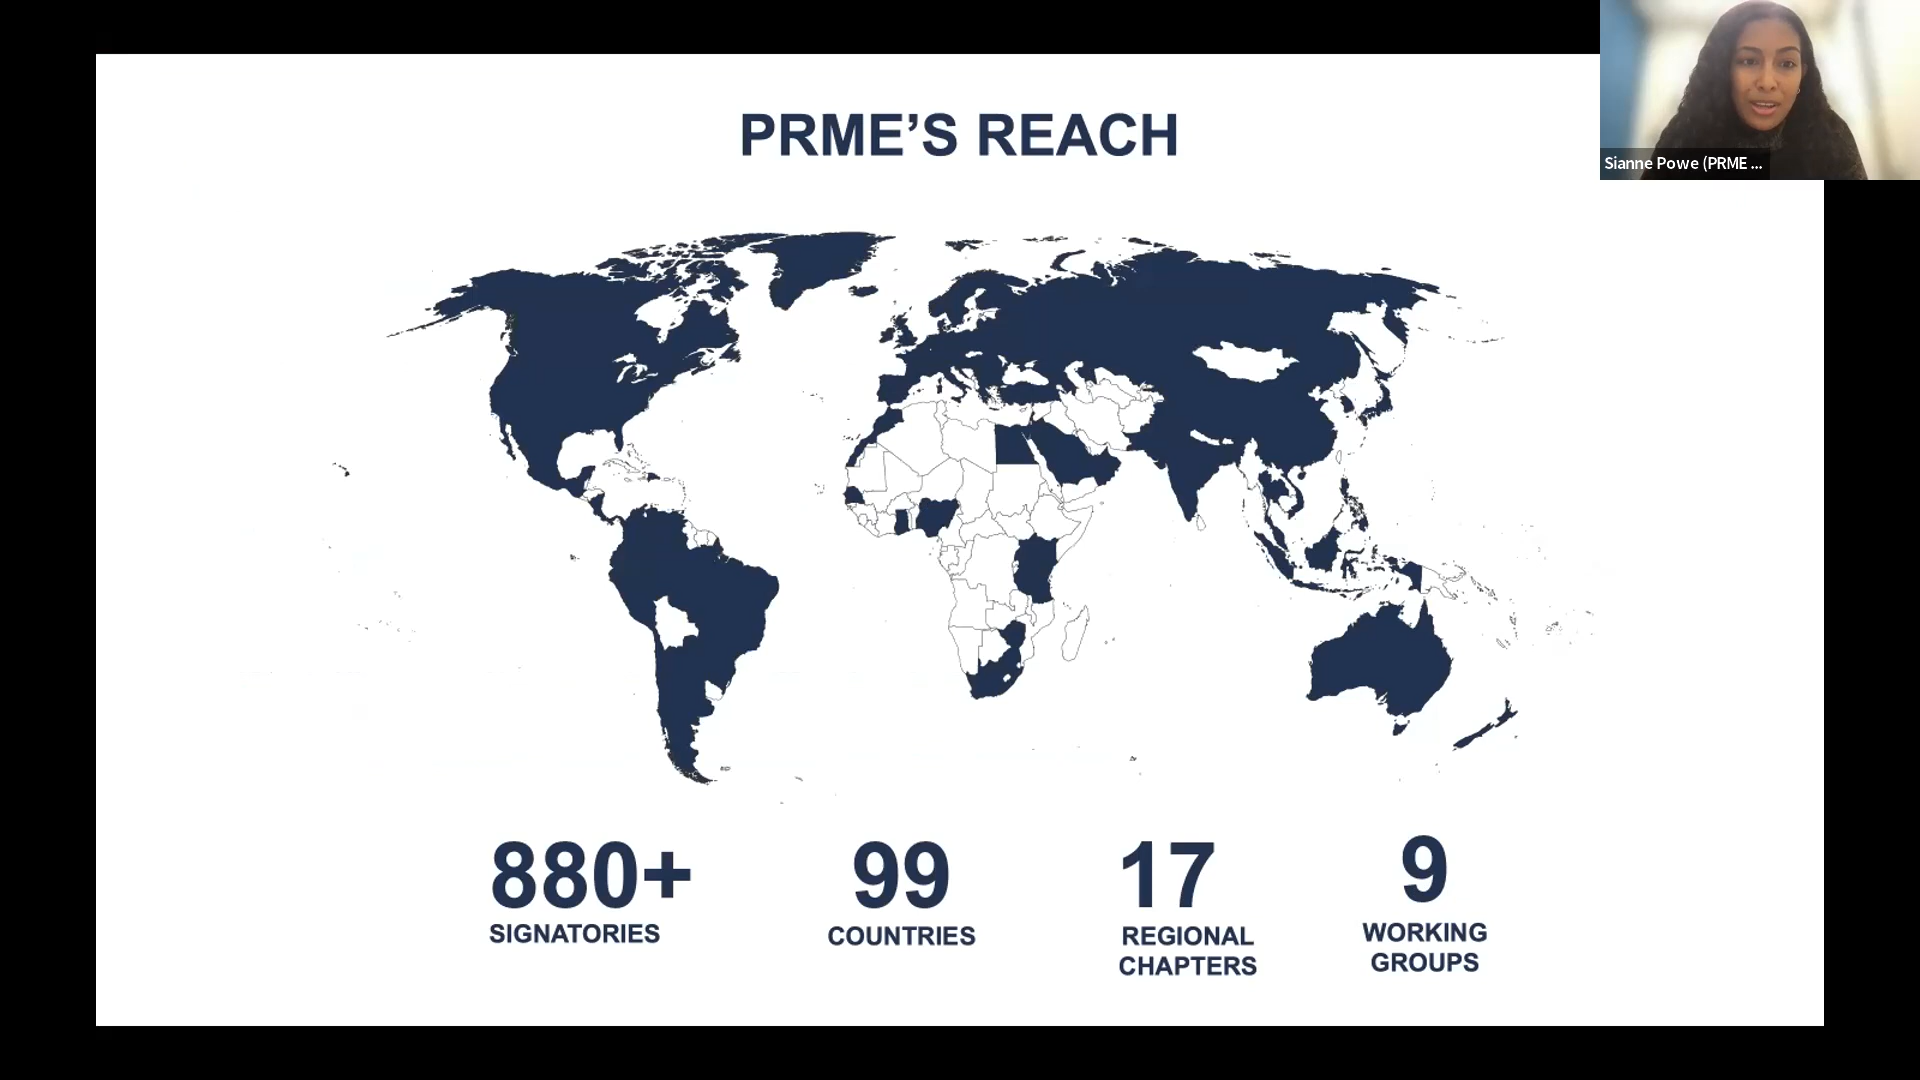 PRME’S REACH
Sianne Powe (PRME ...
880+
SIGNATORIES
99
COUNTRIES
17
REGIONAL
CHAPTERS
9
WORKING
GROUPS